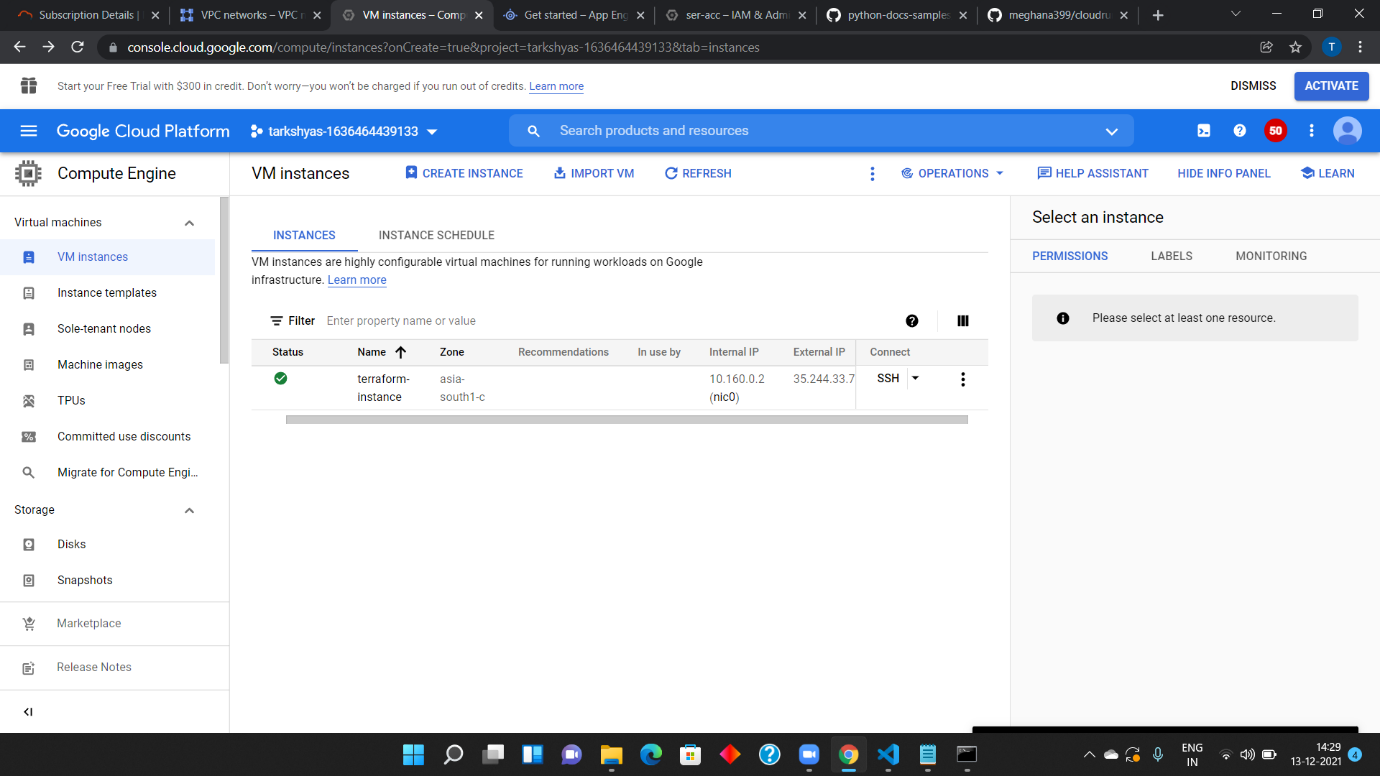 Subscription Details |
VPC networks – VPC n
VM instances – Comp
Get started – App Eng
ser-acc – IAM & Admi
python-docs-samples
meghana399/cloudru
console.cloud.google.com/compute/instances?onCreate=true&project=tarkshyas-1636464439133&tab=instances
T
Start your Free Trial with $300 in credit. Don't worry—you won't be charged if you run out of credits. Learn more
DISMISS
ACTIVATE
Google Cloud Platform
tarkshyas-1636464439133
Search products and resources
50
Compute Engine
VM instances
CREATE INSTANCE
IMPORT VM
REFRESH
OPERATIONS
HELP ASSISTANT
HIDE INFO PANEL
LEARN
Virtual machines
VM instances
Instance templates
Sole-tenant nodes
Machine images
TPUs
Committed use discounts
Migrate for Compute Engi...
Storage
Disks
Snapshots
Marketplace
Release Notes
INSTANCES
INSTANCE SCHEDULE
VM instances are highly configurable virtual machines for running workloads on Google
infrastructure. Learn more
Filter Enter property name or value
Status Name Zone Recommendations In use by Internal IP External IP Connect
terraform- asia- 10.160.0.2 35.244.33.7 SSH
instance south1-c (nic0)
Select an instance
PERMISSIONS
LABELS
MONITORING
Please select at least one resource.
ENG
IN
14:29
13-12-2021
4